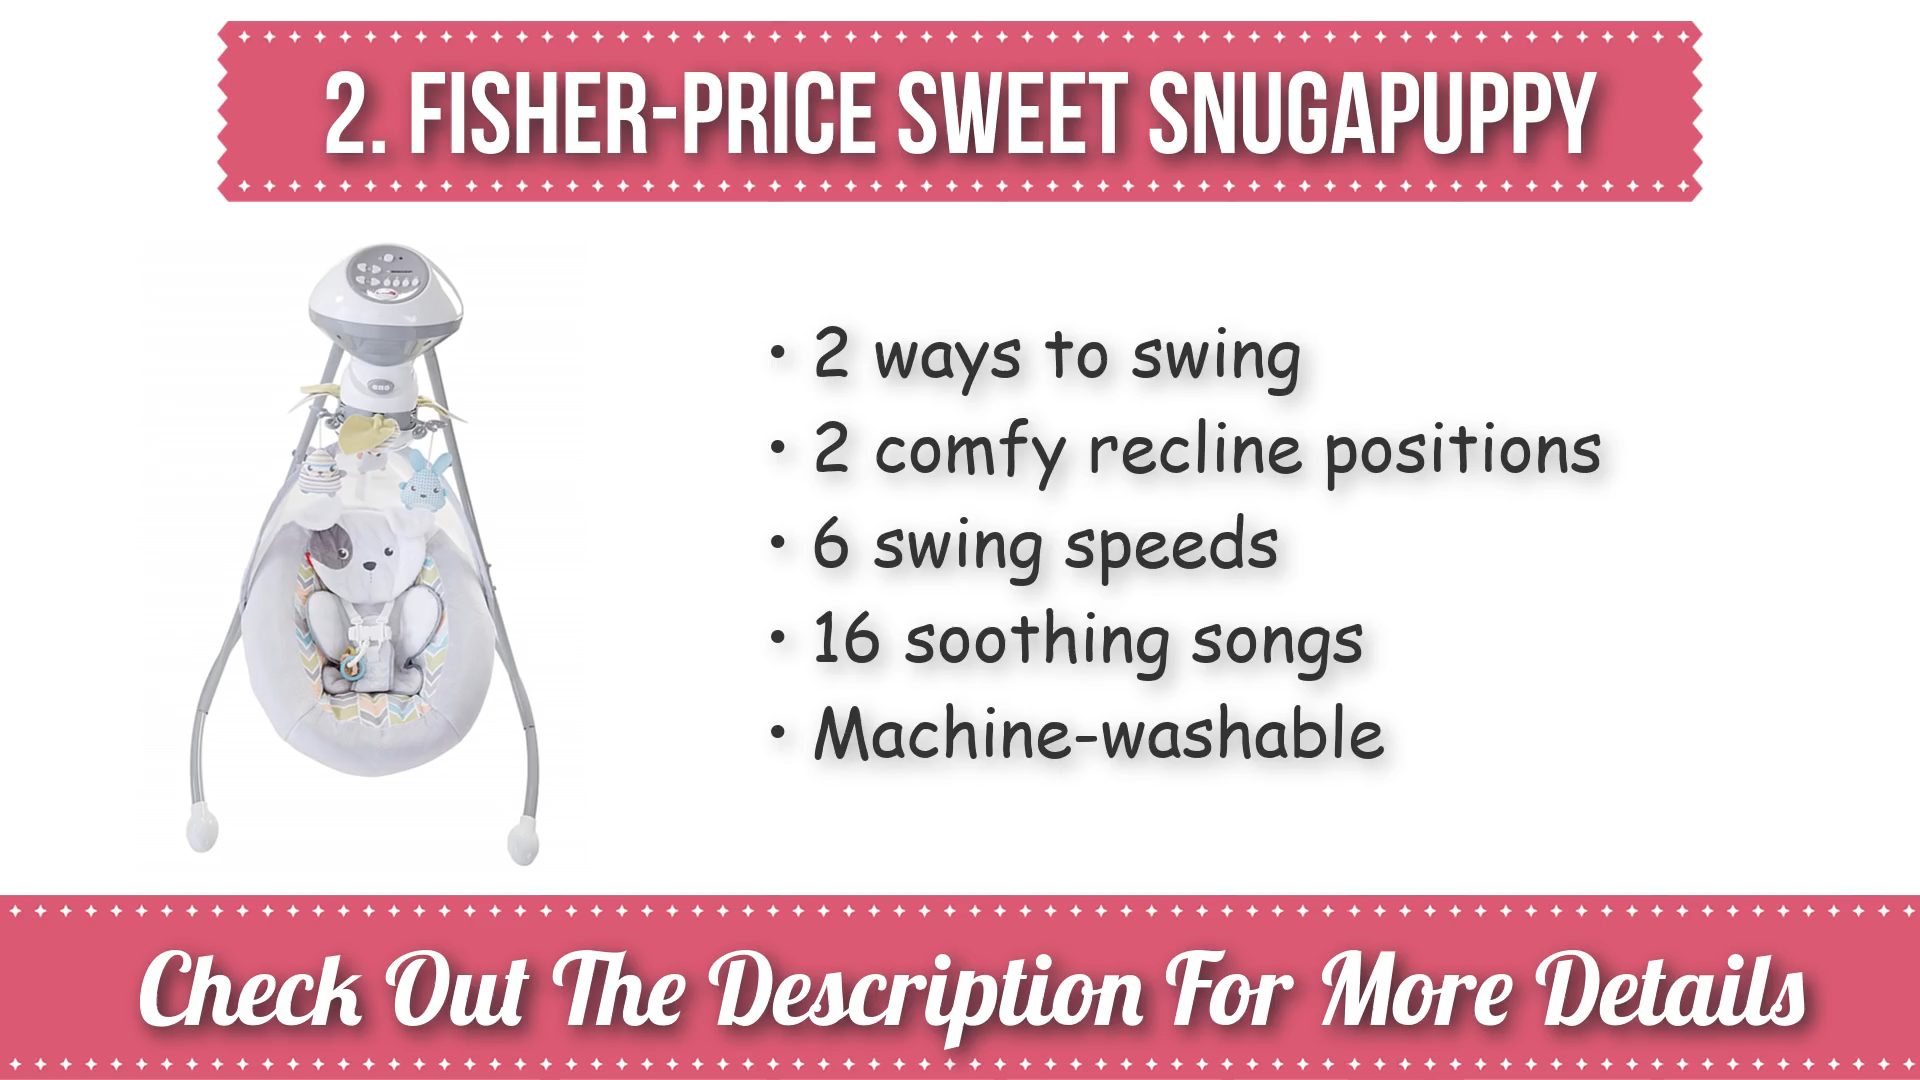 2. FISHER-PRICE SWEET SNUGAPUPPY
• 2 ways to swing
• 2 comfy recline positions
• 6 swing speeds
• 16 soothing songs
• Machine-washable
Check Out The Description For More Details